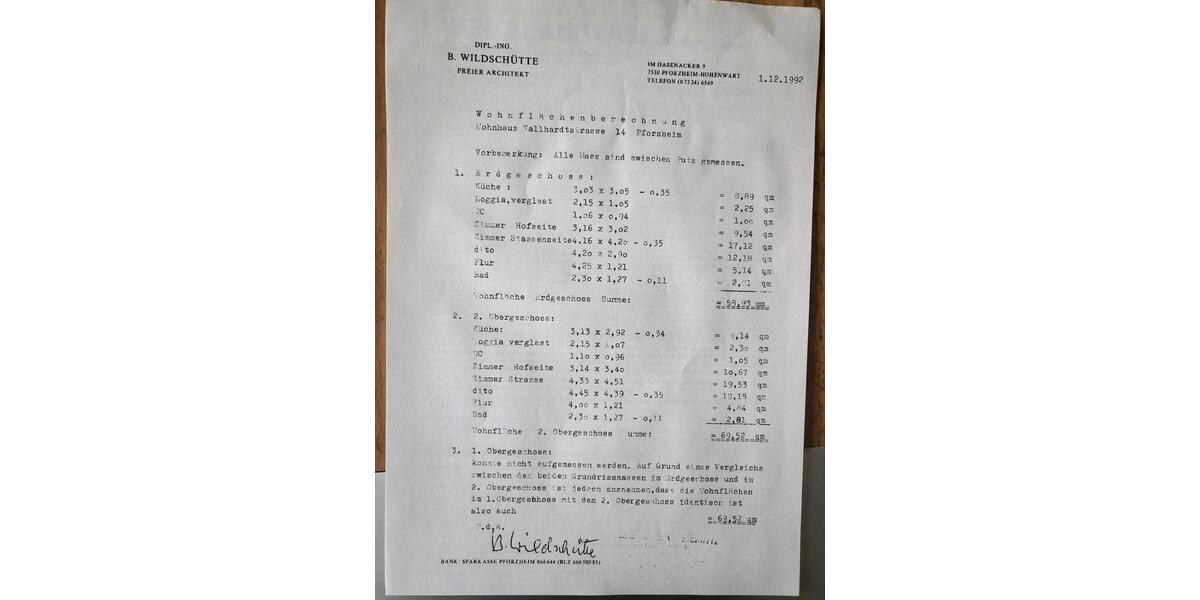 DIPL.-ING.
B. WILDSCHÜTTE
FREIER ARCHITEKT
IM HASENACKER 9
7530 PFORZHEIM-HOHENWART
TELEFON (07234) 6569
1.12.1992
Wohnflächenberechnung
Wohnhaus Wallhardtstrasse 14 Pforzheim
Vorbemerkung: Alle Mass sind zwischen Putz gemessen.
1. Erdgeschoss:
Küche: 3,03 x 3.05 - 0,35 = 8,89 qm
Loggia,verglast 2,15 x 1.05 = 2,25 qm
WC 1.06 x 0,94 = 1,00 qm
Zimmer Hofseite 3,16 x 3,02 = 9,54 qm
Zimmer Stassenseite 4.16 x 4,20 - 0,35 = 17,12 qm
dito 4,20 x 2,90 = 12,18 qm
Flur 4,25 x 1,21 = 5.14 qm
Bad 2,30 x 1,27 - 0,11 = 2,81 qm
Wohnfläche Erdgeschoss Summe: = 58,93 qm
2. 2. Obergeschoss:
Küche: 3,13 x 2,92 - 0,34 = 9,14 qm
Loggia verglast 2,15 x 1,07 = 2,30 qm
WC 1,10 x 0,96 = 1,05 qm
Zimmer Hofseite 3,14 x 3,40 = 10,67 qm
Zimmer Strasse 4,33 x 4,51 = 19,53 qm
dito 4,45 x 4,39 - 0,35 = 19,18 qm
Flur 4,00 x 1,21 = 4,84 qm
Bad 2,30 x 1,27 - 0,11 = 2,81 qm
Wohnfläche 2. Obergeschoss umme: = 69,52 qm
3. 1. Obergeschoss:
konnte nicht aufgemessen werden. Auf Grund eines Vergleichs
zwischen den beiden Grundrissmassen im Erdgeschoss und im
2. Obergeschoss ist jedoch anznehmen,dass die Wohnflächen
im 1.Obergeshhoss mit dem 2. Obergeschoss identisch ist
also auch = 69,52 qm
B. Wildschütte
BANK: SPARKASSE PFORZHEIM 866644 (BLZ 66650085)